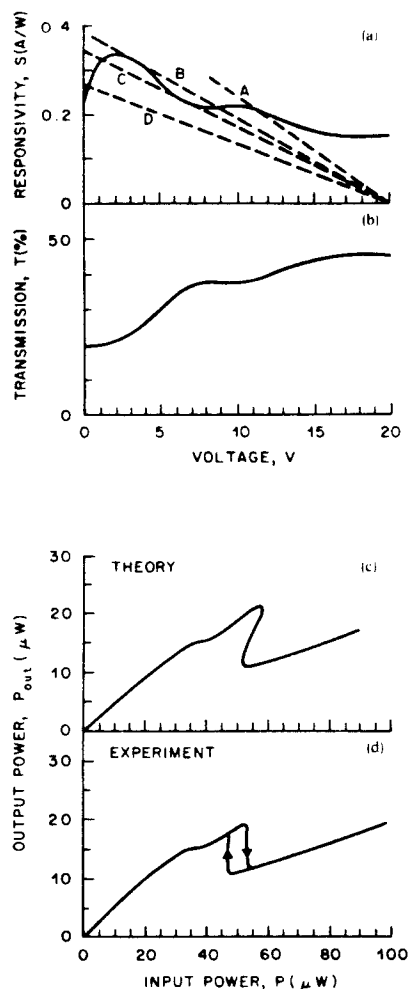 (a)
RESPONSIVITY, S(A/W)
0 4
0.2
0
A
B
C
D
(b)
TRANSMISSION, T(%)
50
0
0 5 10 15 20
VOLTAGE, V
THEORY (c)
30
20
10
0
OUTPUT POWER, Pout (μW)
EXPERIMENT (d)
30
20
10
0
0 20 40 60 80 100
INPUT POWER, P(μW)